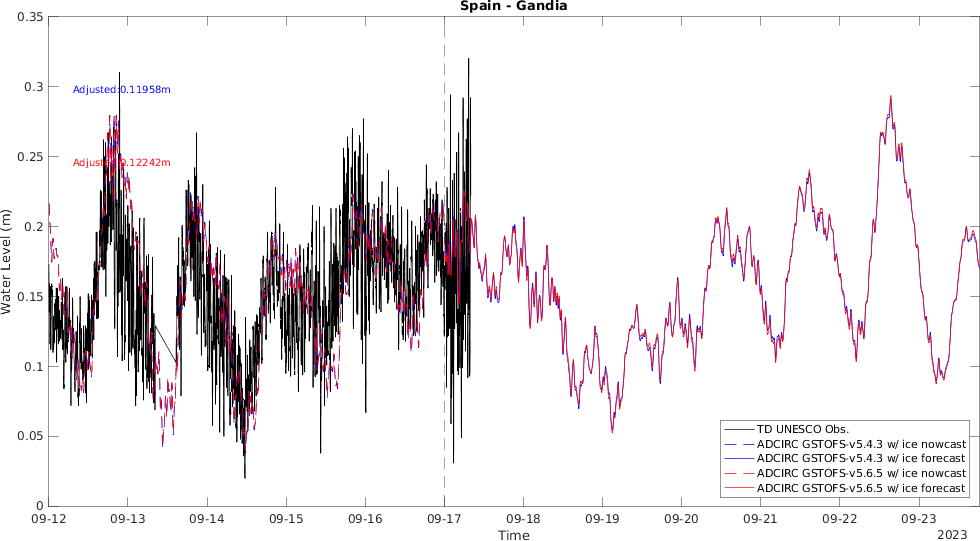 Spain - Gandia
0.35
0.3
0.25
0.2
0.15
0.1
0.05
0
Water Level (m)
Adjusted:0.11958m
Adjusted:0.12242m
TD UNESCO Obs.
ADCIRC GSTOFS-v5.4.3 w/ ice nowcast
ADCIRC GSTOFS-v5.4.3 w/ ice forecast
ADCIRC GSTOFS-v5.6.5 w/ ice nowcast
ADCIRC GSTOFS-v5.6.5 w/ ice forecast
09-12 09-13 09-14 09-15 09-16 09-17 09-18 09-19 09-20 09-21 09-22 09-23
Time
2023